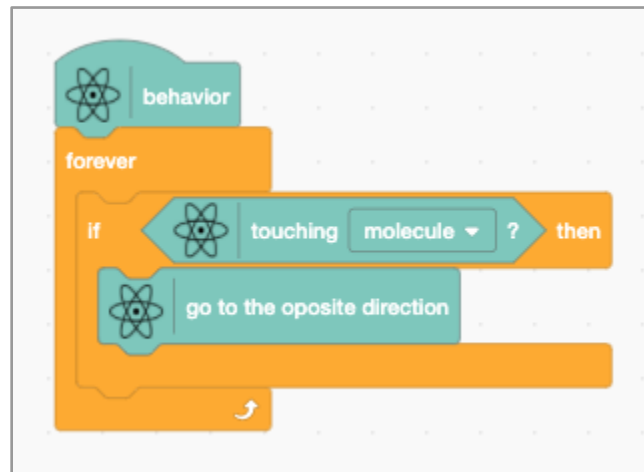 behavior
forever
if touching molecule ? then
go to the oposite direction